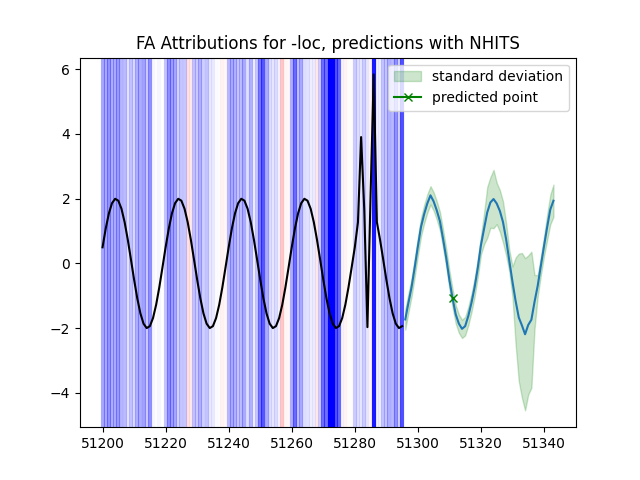 FA Attributions for -loc, predictions with NHITS
6
4
2
0
−2
−4
standard deviation
predicted point
51200 51220 51240 51260 51280 51300 51320 51340